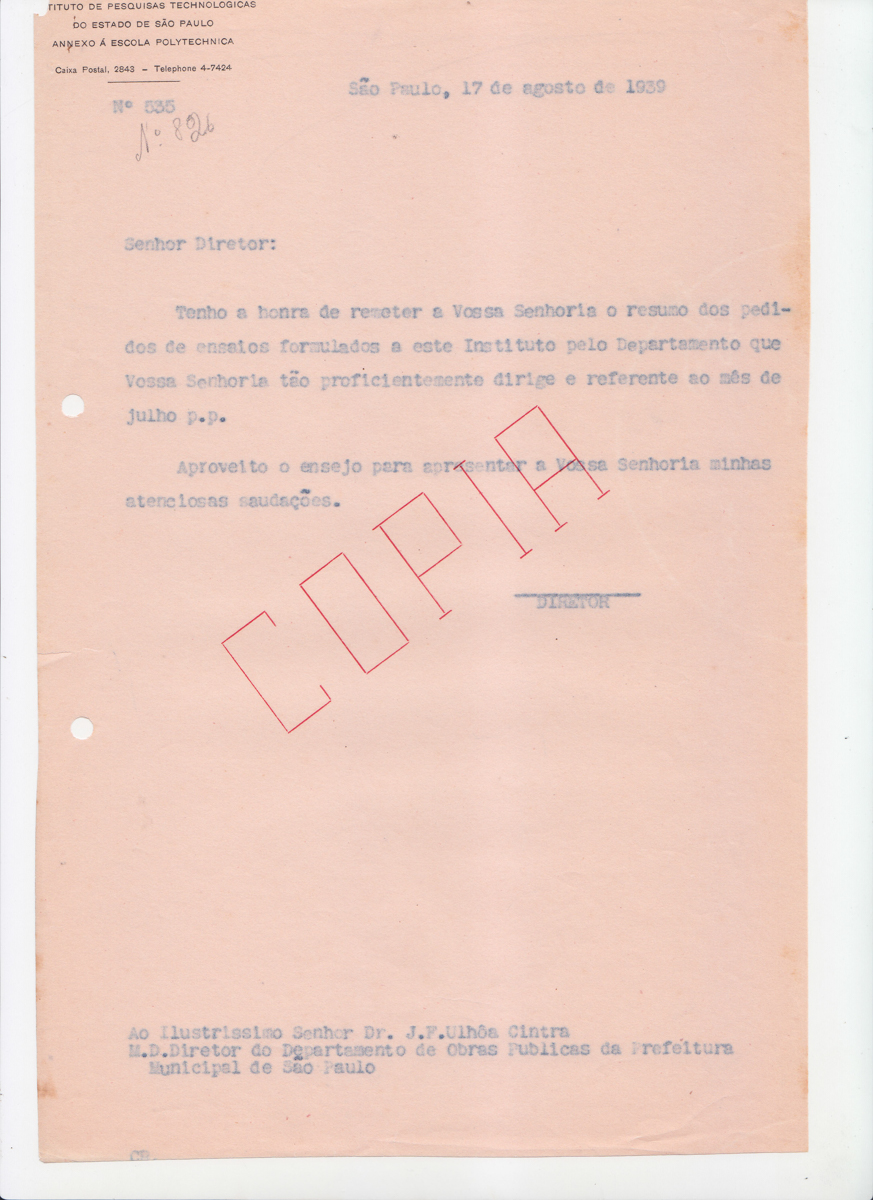 TITUTO DE PESQUISAS TECHNOLOGICAS
DO ESTADO DE SÃO PAULO
ANNEXO Á ESCOLA POLYTECHNICA
Caixa Postal, 2843 – Telephone 4-7424
São Paulo, 17 de agosto de 1939
Nº 535
Nº 826
Senhor Diretor:
Tenho a honra de remeter a Vossa Senhoria o resumo dos pedi-
dos de ensaios formulados a este Instituto pelo Departamento que
Vossa Senhoria tão proficientemente dirige e referente ao mês de
julho p.p.
Aproveito o ensejo para apresentar a Vossa Senhoria minhas
atenciosas saudações.
COPIA
DIRETOR
Ao Ilustrissimo Senhor Dr. J.F.Ulhôa Cintra
M.D.Diretor do Departamento de Obras Publicas da Prefeitura
Municipal de São Paulo